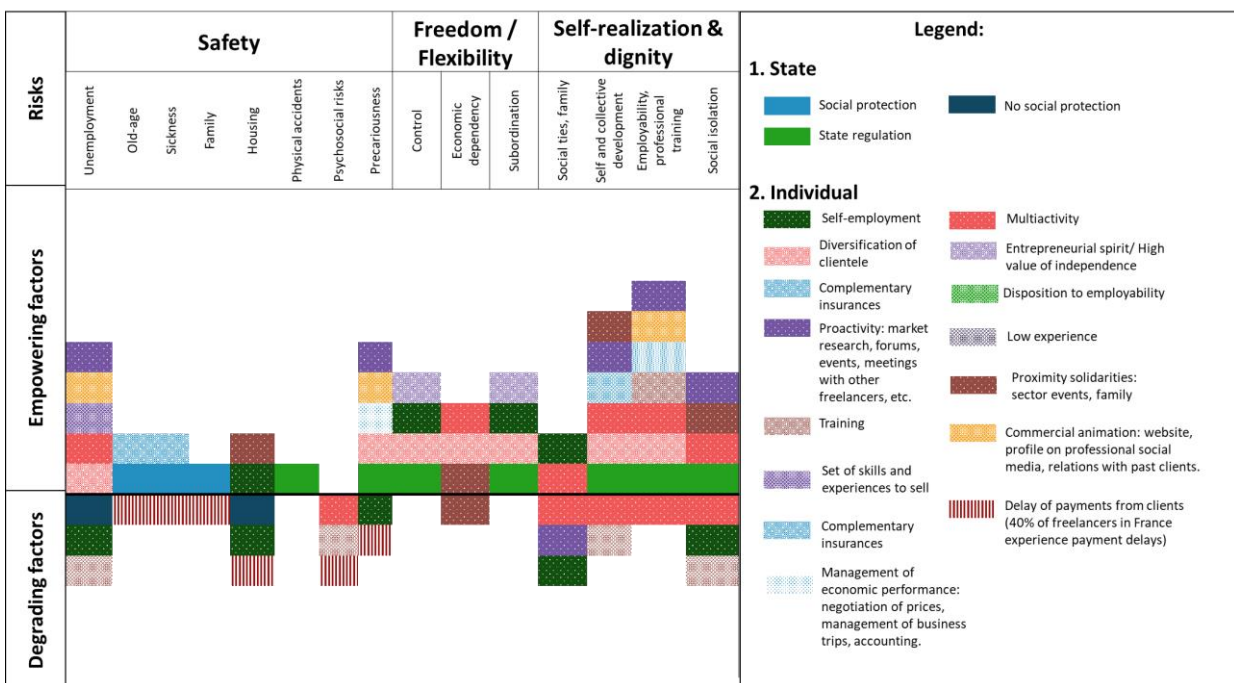 Risks
Safety
Freedom /
Flexibility
Self-realization &
dignity
Unemployment
Old-age
Sickness
Family
Housing
Physical accidents
Psychosocial risks
Precariousness
Control
Economic
dependency
Subordination
Social ties, family
Self and collective
development
Employability,
professional
training
Social isolation
Empowering factors
Degrading factors
Legend:
1. State
Social protection
No social protection
State regulation
2. Individual
Self-employment
Multiactivity
Diversification of
clientele
Entrepreneurial spirit/ High
value of independence
Complementary
insurances
Disposition to employability
Proactivity: market
research, forums,
events, meetings
with other
freelancers, etc.
Low experience
Proximity solidarities:
sector events, family
Training
Commercial animation: website,
profile on professional social
media, relations with past clients.
Set of skills and
experiences to sell
Delay of payments from clients
(40% of freelancers in France
experience payment delays)
Complementary
insurances
Management of
economic performance:
negotiation of prices,
management of business
trips, accounting.